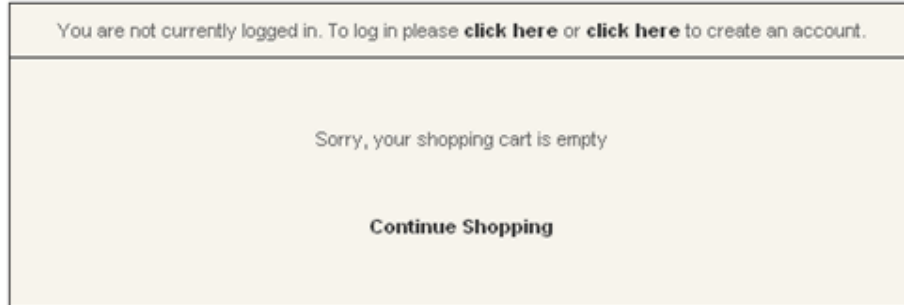 You are not currently logged in. To log in please click here or click here to create an account.
Sorry, your shopping cart is empty
Continue Shopping